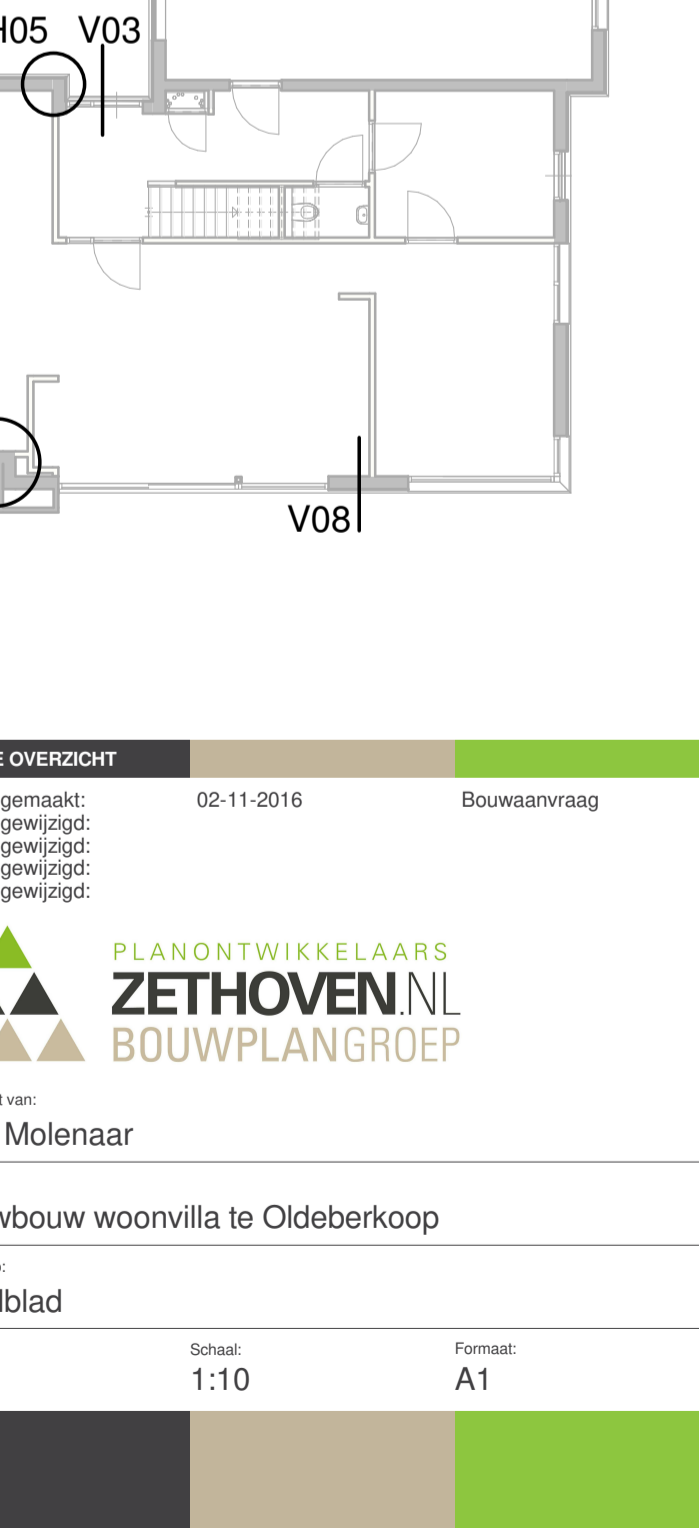 H05 V03
V08
E OVERZICHT
gemaakt: 02-11-2016 Bouwaanvraag
gewijzigd:
gewijzigd:
gewijzigd:
gewijzigd:
PLANONTWIKKELAARS
ZETHOVEN.NL
BOUWPLANGROEP
t van:
Molenaar
wbouw woonvilla te Oldeberkoop
:
lblad
Schaal: Formaat:
1:10 A1